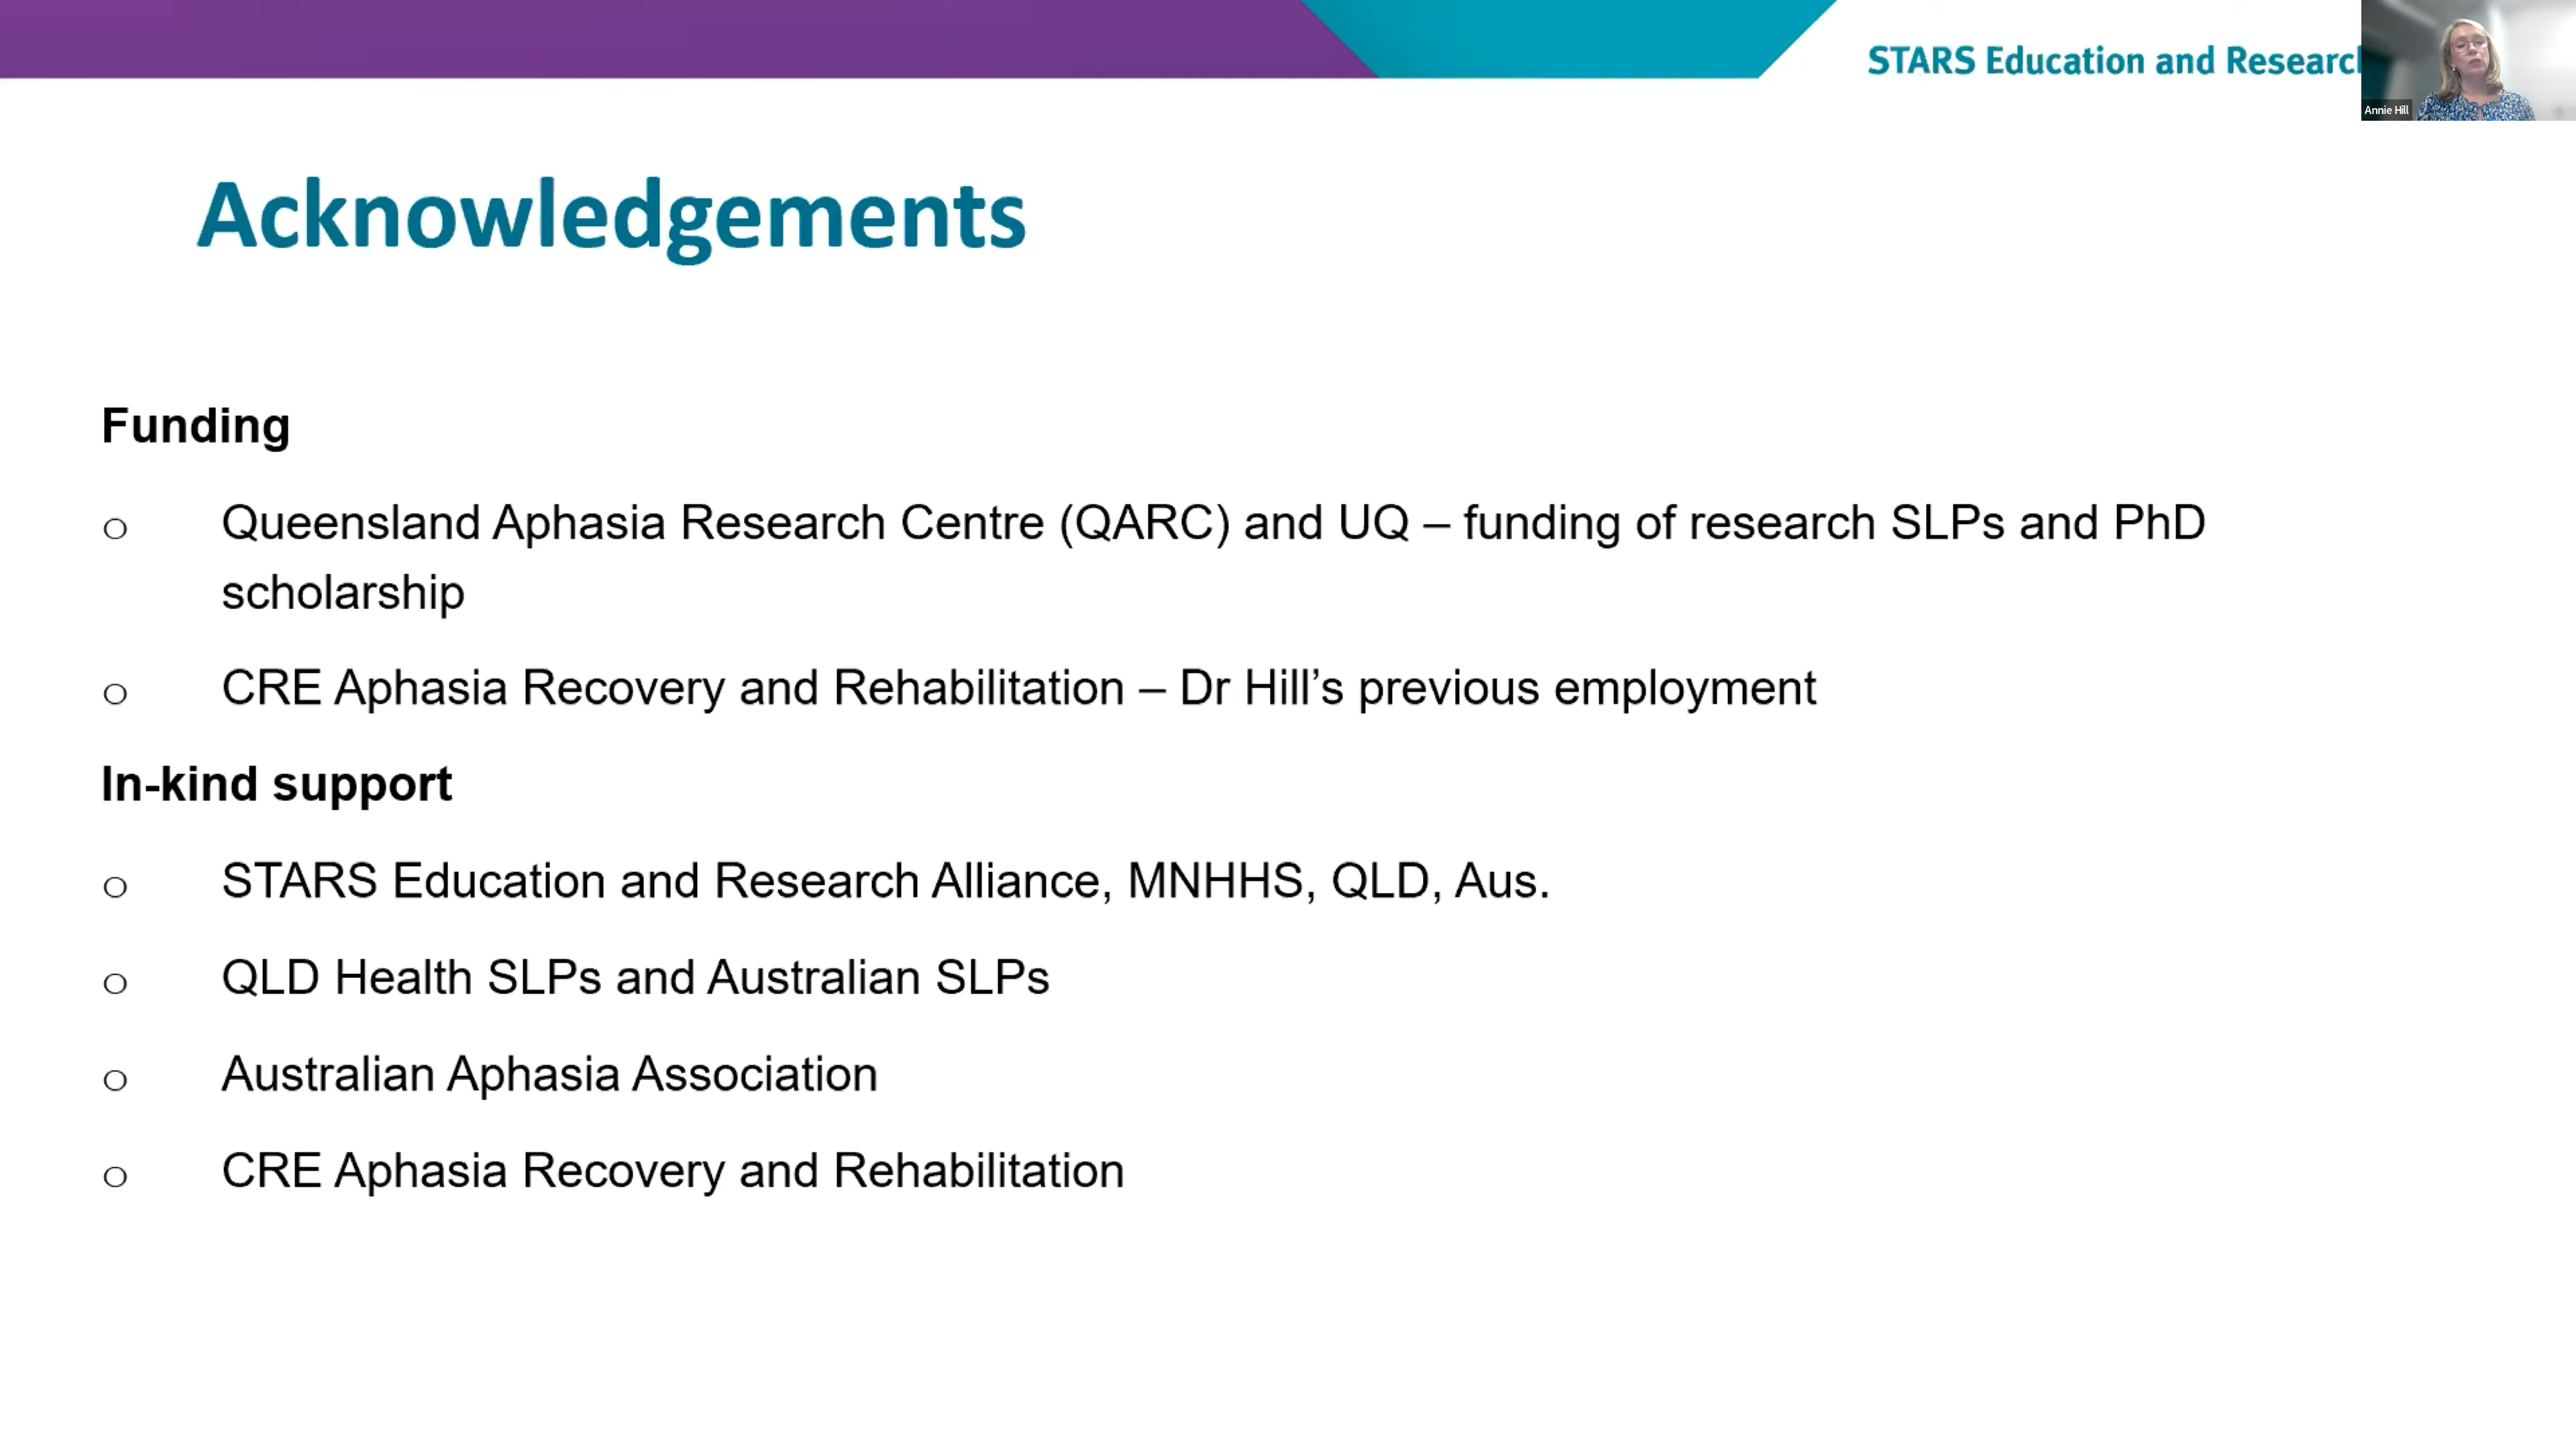 STARS Education and Research
Annie Hill
Acknowledgements
Funding
o Queensland Aphasia Research Centre (QARC) and UQ – funding of research SLPs and PhD
scholarship
o CRE Aphasia Recovery and Rehabilitation – Dr Hill’s previous employment
In-kind support
o STARS Education and Research Alliance, MNHHS, QLD, Aus.
o QLD Health SLPs and Australian SLPs
o Australian Aphasia Association
o CRE Aphasia Recovery and Rehabilitation